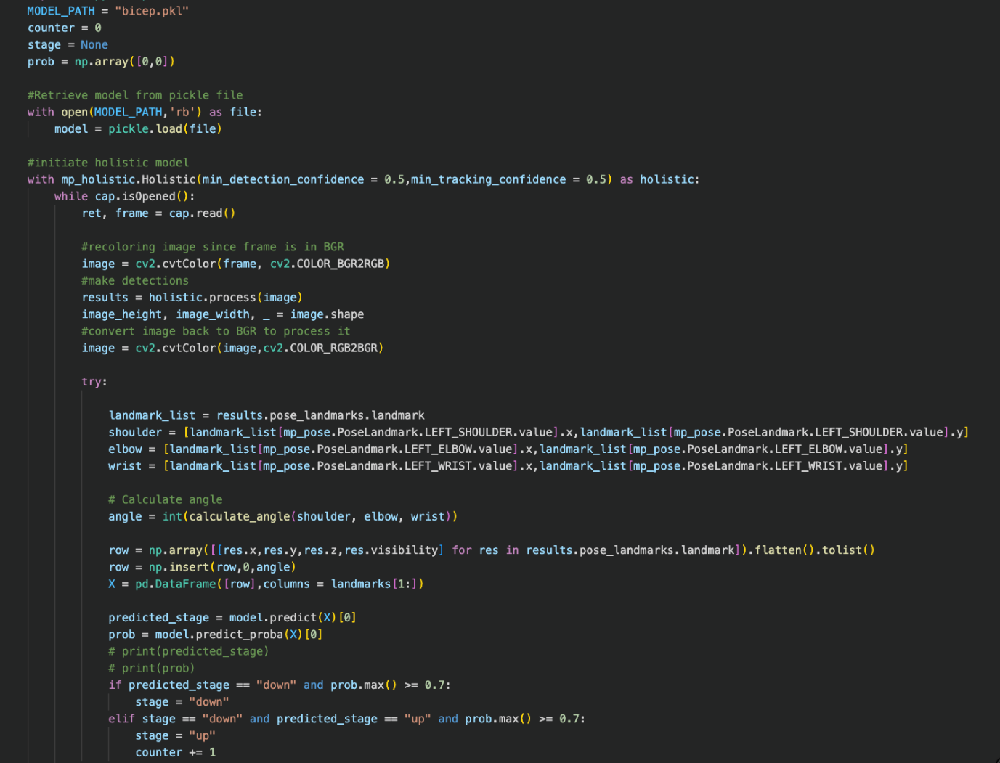 MODEL_PATH = "bicep.pkl"
counter = 0
stage = None
prob = np.array([0,0])
#Retrieve model from pickle file
with open(MODEL_PATH,'rb') as file:
model = pickle.load(file)
#initiate holistic model
with mp_holistic.Holistic(min_detection_confidence = 0.5,min_tracking_confidence = 0.5) as holistic:
while cap.isOpened():
ret, frame = cap.read()
#recoloring image since frame is in BGR
image = cv2.cvtColor(frame, cv2.COLOR_BGR2RGB)
#make detections
results = holistic.process(image)
image_height, image_width, _ = image.shape
#convert image back to BGR to process it
image = cv2.cvtColor(image,cv2.COLOR_RGB2BGR)
try:
landmark_list = results.pose_landmarks.landmark
shoulder = [landmark_list[mp_pose.PoseLandmark.LEFT_SHOULDER.value].x,landmark_list[mp_pose.PoseLandmark.LEFT_SHOULDER.value].y]
elbow = [landmark_list[mp_pose.PoseLandmark.LEFT_ELBOW.value].x,landmark_list[mp_pose.PoseLandmark.LEFT_ELBOW.value].y]
wrist = [landmark_list[mp_pose.PoseLandmark.LEFT_WRIST.value].x,landmark_list[mp_pose.PoseLandmark.LEFT_WRIST.value].y]
# Calculate angle
angle = int(calculate_angle(shoulder, elbow, wrist))
row = np.array([[res.x,res.y,res.z,res.visibility] for res in results.pose_landmarks.landmark]).flatten().tolist()
row = np.insert(row,0,angle)
X = pd.DataFrame([row],columns = landmarks[1:])
predicted_stage = model.predict(X)[0]
prob = model.predict_proba(X)[0]
# print(predicted_stage)
# print(prob)
if predicted_stage == "down" and prob.max() >= 0.7:
stage = "down"
elif stage == "down" and predicted_stage == "up" and prob.max() >= 0.7:
stage = "up"
counter += 1